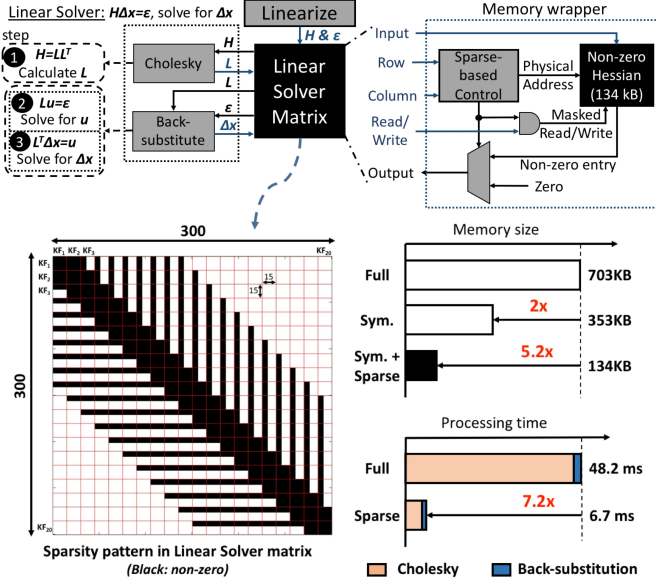 Linear Solver: HΔx=ε, solve for Δx
Linearize
Memory wrapper
step
H & ε
Input
1 H=LLᵀ
Calculate L
Cholesky
H
L
L
Linear
Solver
Matrix
Row
Column
Sparse-
based
Control
Physical
Address
Non-zero
Hessian
(134 kB)
2 Lu=ε
Solve for u
3 LᵀΔx=u
Solve for Δx
Back-
substitute
ε
Δx
Read/
Write
Masked
Read/Write
Output
Non-zero entry
Zero
300
KF1 KF2 KF3
KF20
KF1
KF2
KF3
15
15
300
KF20
Sparsity pattern in Linear Solver matrix
(Black: non-zero)
Memory size
Full
703KB
Sym.
2x
353KB
Sym. +
Sparse
5.2x
134KB
Processing time
Full
48.2 ms
Sparse
7.2x
6.7 ms
Cholesky
Back-substitution